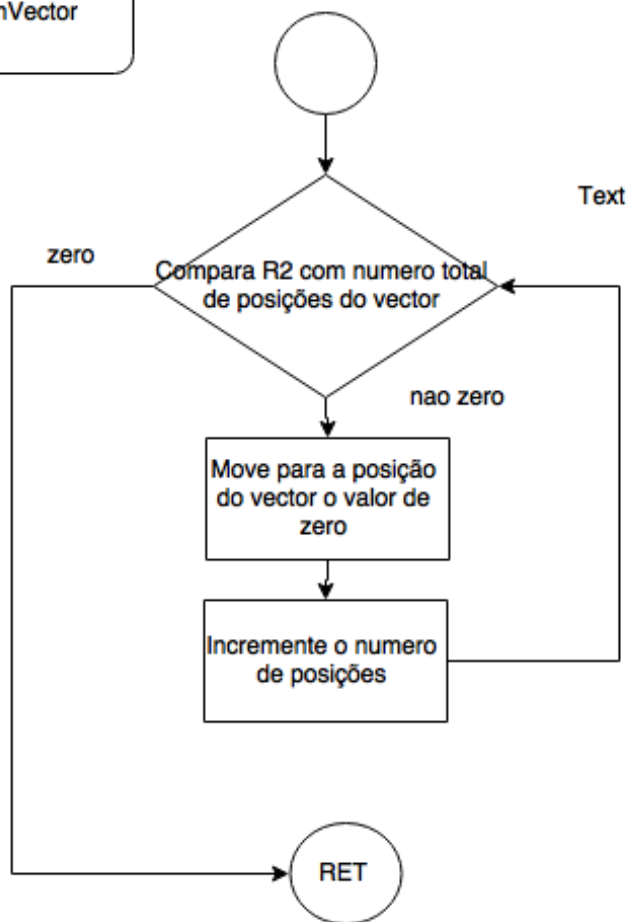 Text
zero
Compara R2 com numero total
de posições do vector
nao zero
Move para a posição
do vector o valor de
zero
Incremente o numero
de posições
RET